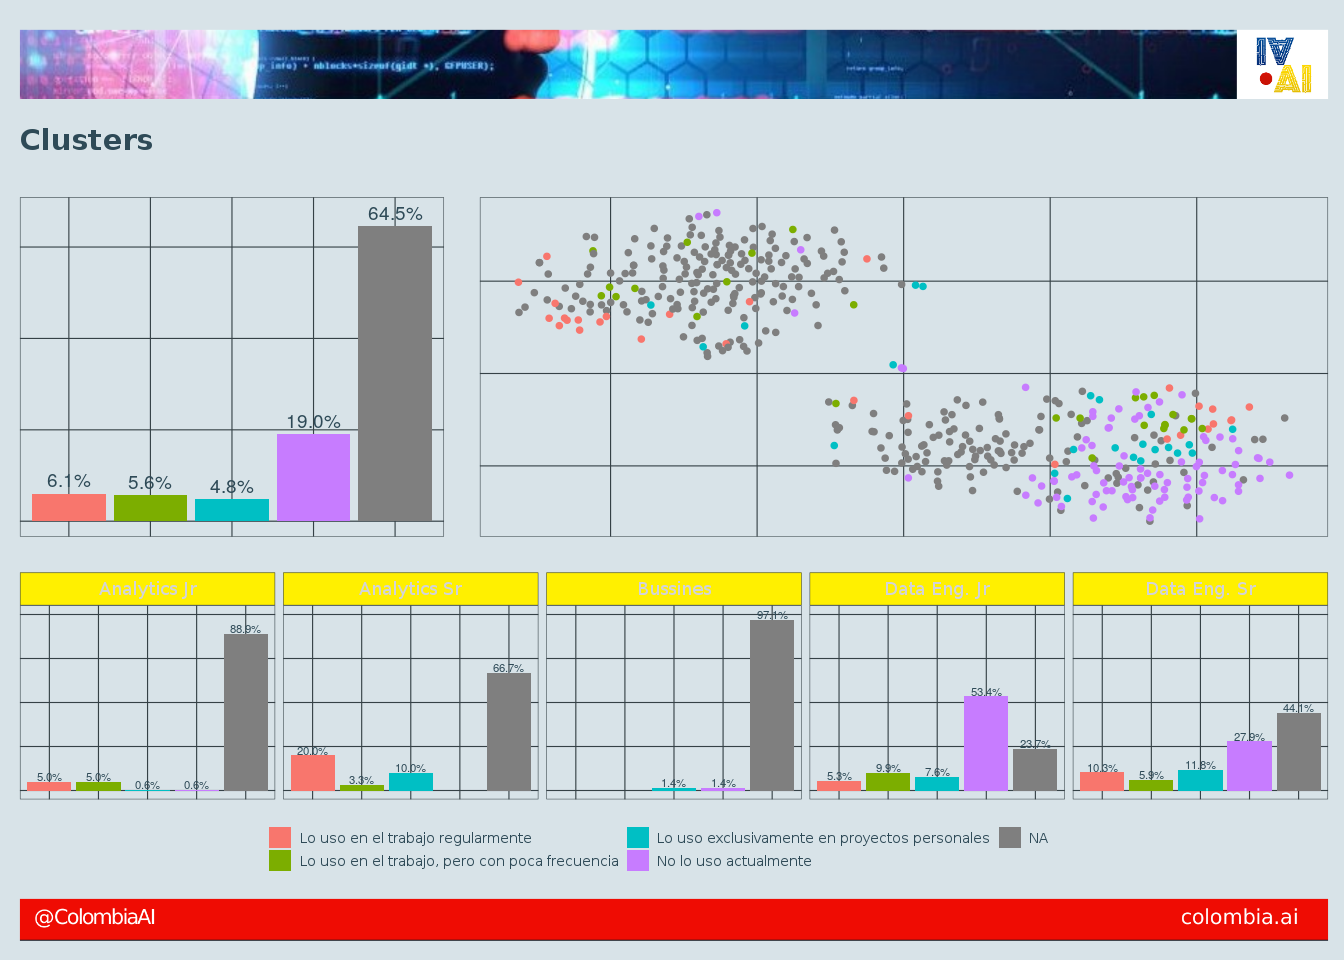 info) + nblocks*sizeof(gidt *), GFPUSER);
IA
AI
Clusters
6.1%
5.6%
4.8%
19.0%
64.5%
Analytics Jr
5.0%
5.0%
0.6%
0.6%
88.9%
Analytics Sr
20.0%
3.3%
10.0%
66.7%
Bussines
1.4%
1.4%
97.1%
Data Eng. Jr
5.3%
9.9%
7.6%
53.4%
23.7%
Data Eng. Sr
10.3%
5.9%
11.8%
27.9%
44.1%
Lo uso en el trabajo regularmente
Lo uso en el trabajo, pero con poca frecuencia
Lo uso exclusivamente en proyectos personales
No lo uso actualmente
NA
@ColombiaAI
colombia.ai